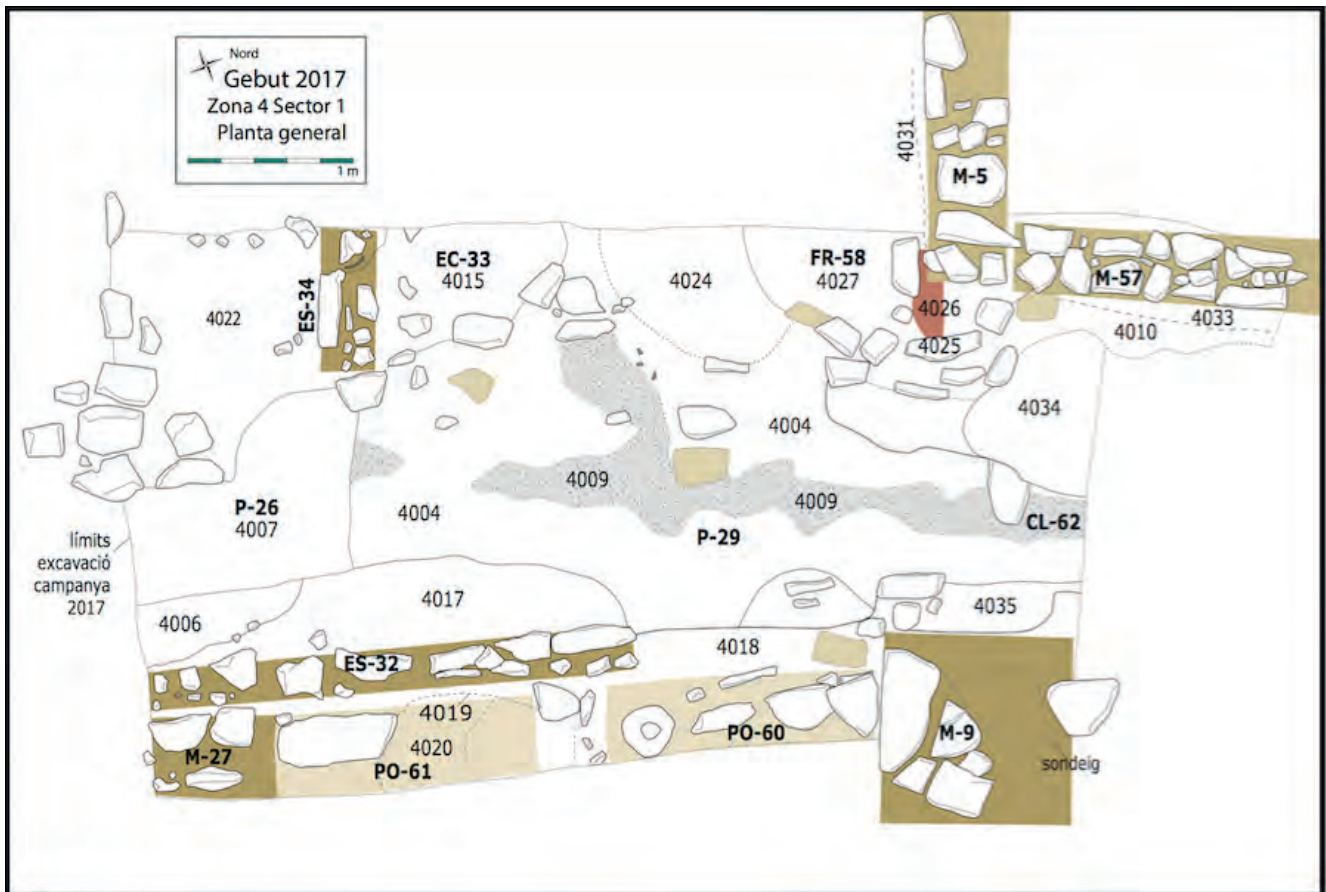 Nord
Gebut 2017
Zona 4 Sector 1
Planta general
1 m
4031
M-5
EC-33
4015
ES-34
4022
4024
FR-58
4027
4026
4025
M-57
4033
4010
4034
4004
4009
4009
4004
P-26
4007
P-29
CL-62
límits
excavació
campanya
2017
4006
4017
4035
4018
ES-32
4019
4020
M-27
PO-61
PO-60
M-9
sondeig